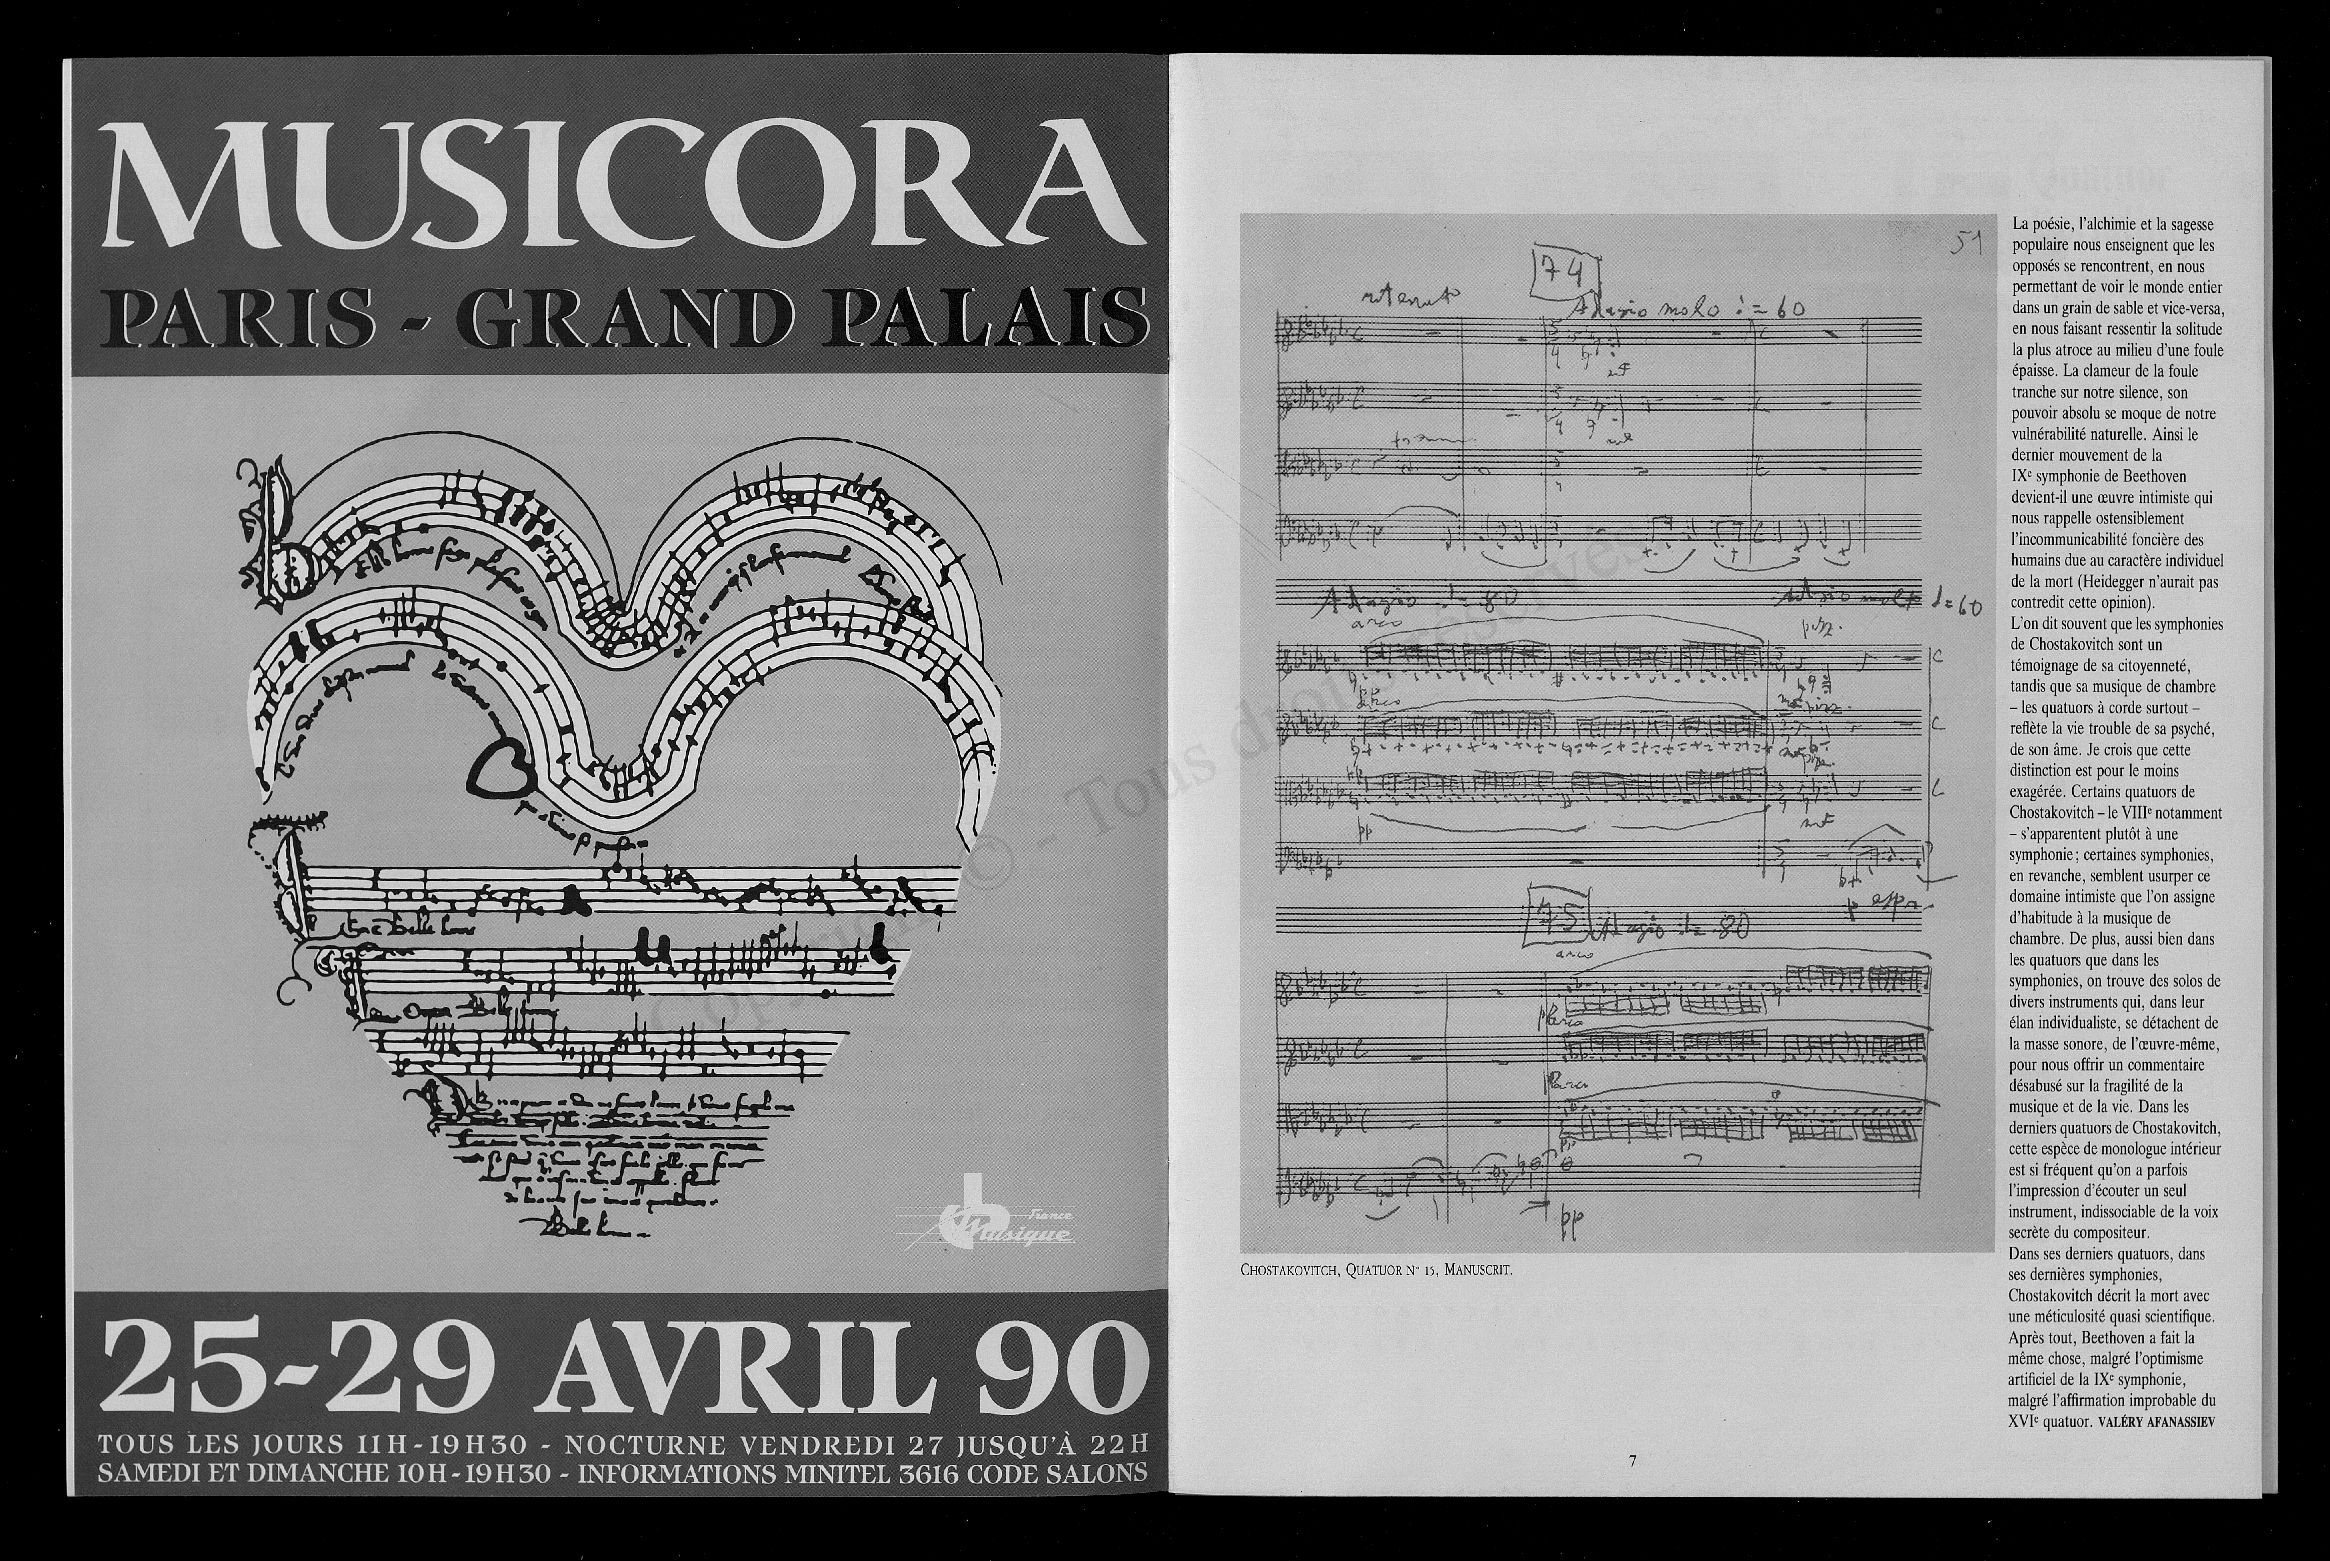 MUSICORA
PARIS - GRAND PALAIS
France
Musique
25-29 AVRIL 90
TOUS LES JOURS 11H-19H30 - NOCTURNE VENDREDI 27 JUSQU'À 22H
SAMEDI ET DIMANCHE 10H-19H30 - INFORMATIONS MINITEL 3616 CODE SALONS
51
74
ritenuto
Adagio molto ♩= 60
Adagio ♩= 80
arco
Adagio molto ♩= 60
pizz.
pp
p espr.
75
Adagio ♩= 80
arco
pp
CHOSTAKOVITCH, QUATUOR N° 15, MANUSCRIT.
La poésie, l'alchimie et la sagesse
populaire nous enseignent que les
opposés se rencontrent, en nous
permettant de voir le monde entier
dans un grain de sable et vice-versa,
en nous faisant ressentir la solitude
la plus atroce au milieu d'une foule
épaisse. La clameur de la foule
tranche sur notre silence, son
pouvoir absolu se moque de notre
vulnérabilité naturelle. Ainsi le
dernier mouvement de la
IXe symphonie de Beethoven
devient-il une œuvre intimiste qui
nous rappelle ostensiblement
l'incommunicabilité foncière des
humains due au caractère individuel
de la mort (Heidegger n'aurait pas
contredit cette opinion).
L'on dit souvent que les symphonies
de Chostakovitch sont un
témoignage de sa citoyenneté,
tandis que sa musique de chambre
– les quatuors à corde surtout –
reflète la vie trouble de sa psyché,
de son âme. Je crois que cette
distinction est pour le moins
exagérée. Certains quatuors de
Chostakovitch – le VIIIe notamment
– s'apparentent plutôt à une
symphonie ; certaines symphonies,
en revanche, semblent usurper ce
domaine intimiste que l'on assigne
d'habitude à la musique de
chambre. De plus, aussi bien dans
les quatuors que dans les
symphonies, on trouve des solos de
divers instruments qui, dans leur
élan individualiste, se détachent de
la masse sonore, de l'œuvre-même,
pour nous offrir un commentaire
désabusé sur la fragilité de la
musique et de la vie. Dans les
derniers quatuors de Chostakovitch,
cette espèce de monologue intérieur
est si fréquent qu'on a parfois
l'impression d'écouter un seul
instrument, indissociable de la voix
secrète du compositeur.
Dans ses derniers quatuors, dans
ses dernières symphonies,
Chostakovitch décrit la mort avec
une méticulosité quasi scientifique.
Après tout, Beethoven a fait la
même chose, malgré l'optimisme
artificiel de la IXe symphonie,
malgré l'affirmation improbable du
XVIe quatuor. VALÉRY AFANASSIEV
7